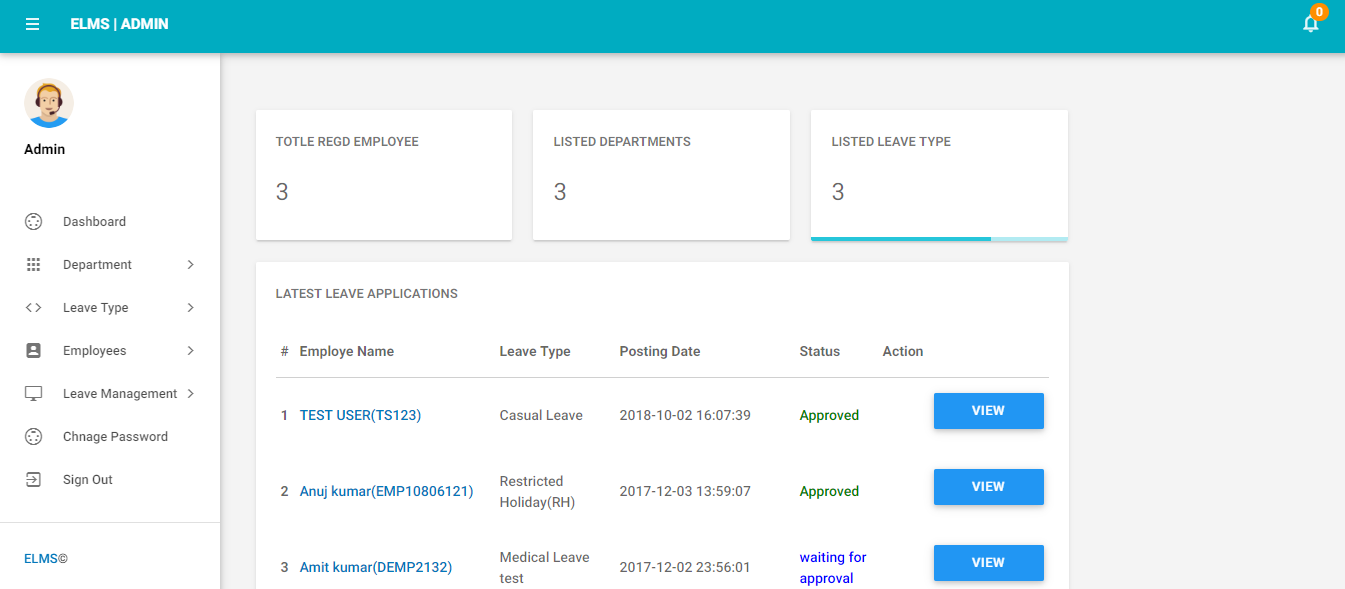 ELMS | ADMIN
0
Admin
Dashboard
Department
Leave Type
Employees
Leave Management
Chnage Password
Sign Out
ELMS©
TOTLE REGD EMPLOYEE
3
LISTED DEPARTMENTS
3
LISTED LEAVE TYPE
3
LATEST LEAVE APPLICATIONS
# Employe Name Leave Type Posting Date Status Action
1 TEST USER(TS123) Casual Leave 2018-10-02 16:07:39 Approved VIEW
2 Anuj kumar(EMP10806121) Restricted Holiday(RH) 2017-12-03 13:59:07 Approved VIEW
3 Amit kumar(DEMP2132) Medical Leave test 2017-12-02 23:56:01 waiting for approval VIEW